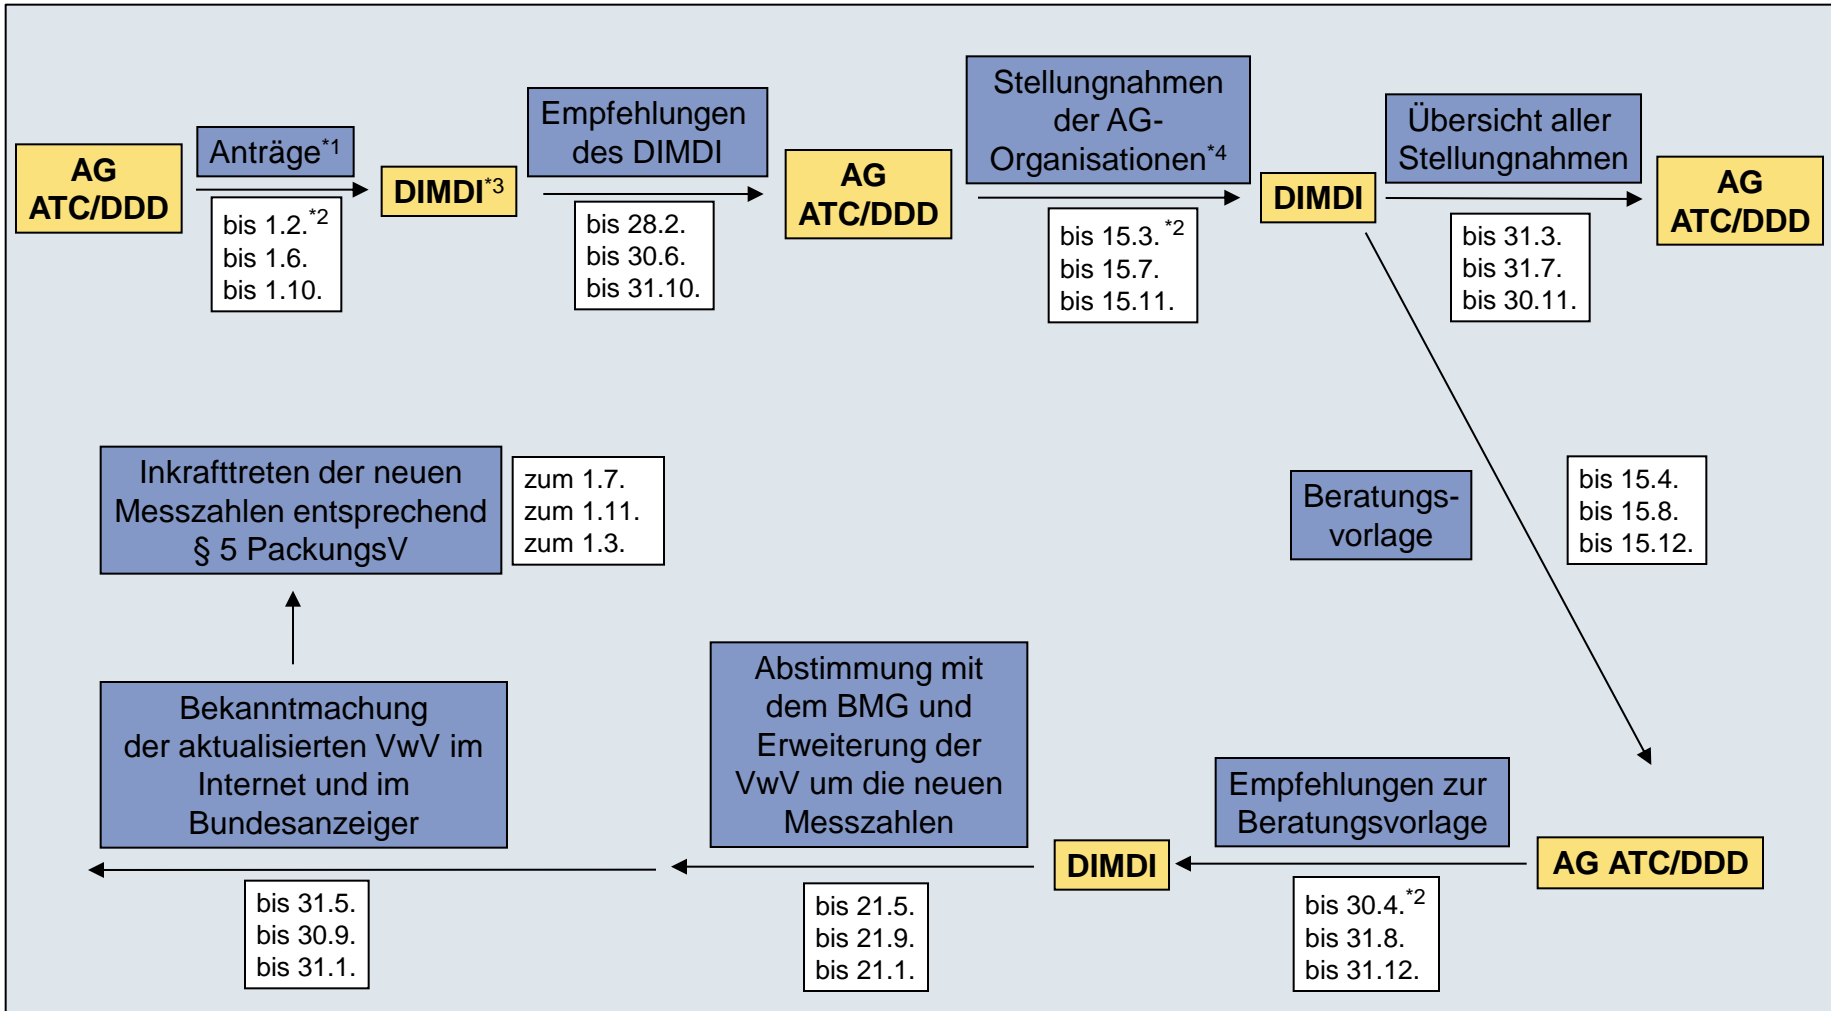 AG
ATC/DDD
Anträge*1
bis 1.2.*2
bis 1.6.
bis 1.10.
DIMDI*3
Empfehlungen
des DIMDI
bis 28.2.
bis 30.6.
bis 31.10.
AG
ATC/DDD
Stellungnahmen
der AG-
Organisationen*4
bis 15.3. *2
bis 15.7.
bis 15.11.
DIMDI
Übersicht aller
Stellungnahmen
bis 31.3.
bis 31.7.
bis 30.11.
AG
ATC/DDD
Beratungs-
vorlage
bis 15.4.
bis 15.8.
bis 15.12.
AG ATC/DDD
Empfehlungen zur
Beratungsvorlage
bis 30.4.*2
bis 31.8.
bis 31.12.
DIMDI
Abstimmung mit
dem BMG und
Erweiterung der
VwV um die neuen
Messzahlen
bis 21.5.
bis 21.9.
bis 21.1.
Bekanntmachung
der aktualisierten VwV im
Internet und im
Bundesanzeiger
bis 31.5.
bis 30.9.
bis 31.1.
Inkrafttreten der neuen
Messzahlen entsprechend
§ 5 PackungsV
zum 1.7.
zum 1.11.
zum 1.3.